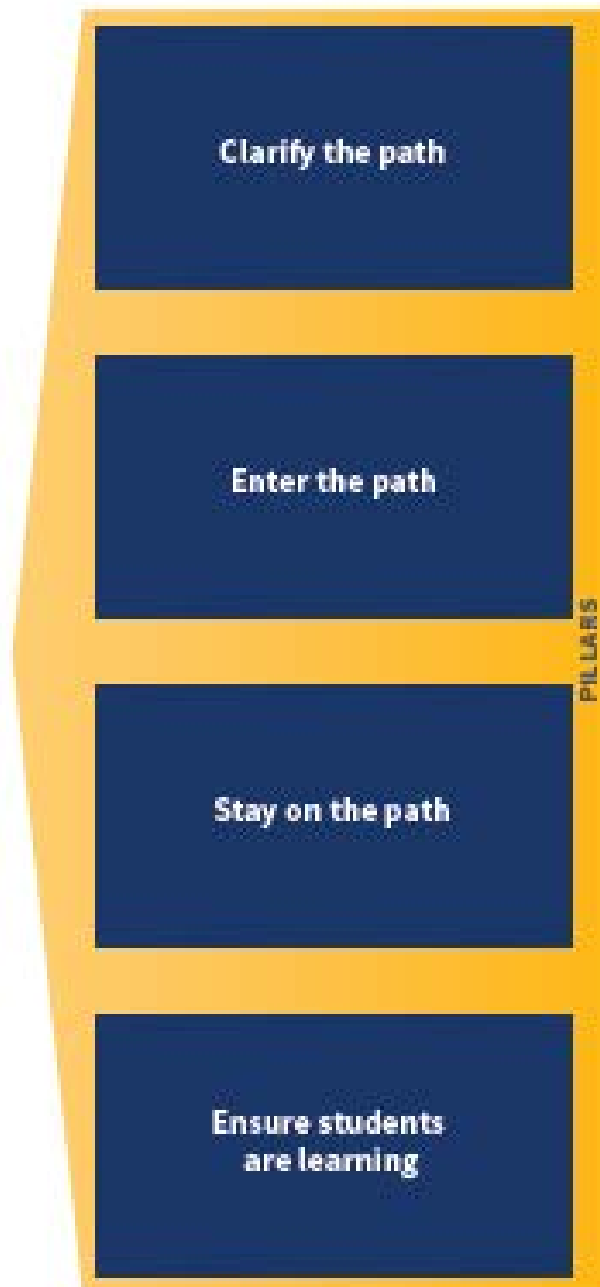 Clarify the path
Enter the path
PILLARS
Stay on the path
Ensure students
are learning